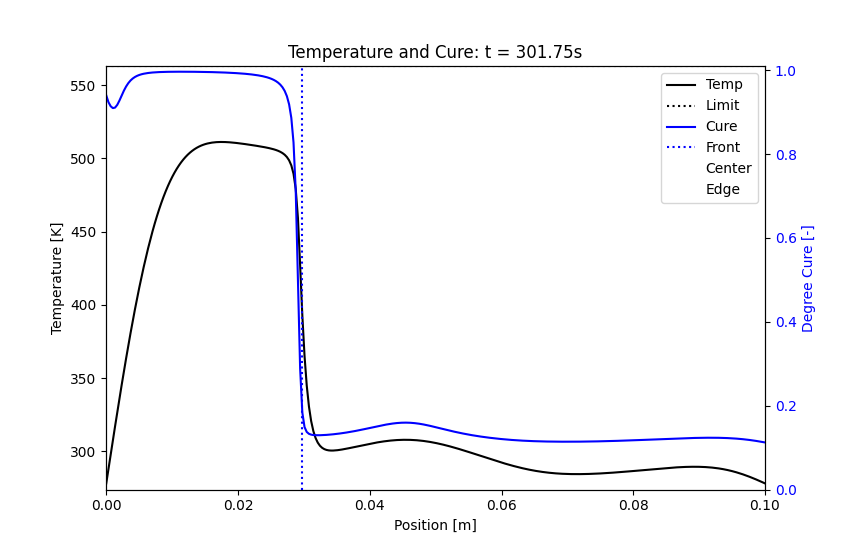 Temperature and Cure: t = 301.75s
550
500
450
400
350
300
Temperature [K]
1.0
0.8
0.6
0.4
0.2
0.0
Degree Cure [-]
Temp
Limit
Cure
Front
Center
Edge
0.00
0.02
0.04
0.06
0.08
0.10
Position [m]